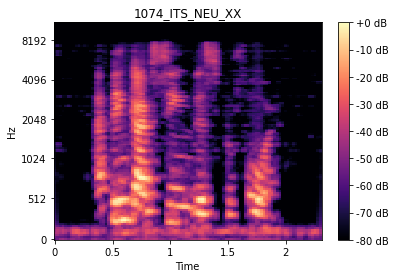 1074_ITS_NEU_XX
8192
4096
2048
1024
512
0
Hz
0 0.5 1 1.5 2
Time
+0 dB
-10 dB
-20 dB
-30 dB
-40 dB
-50 dB
-60 dB
-70 dB
-80 dB